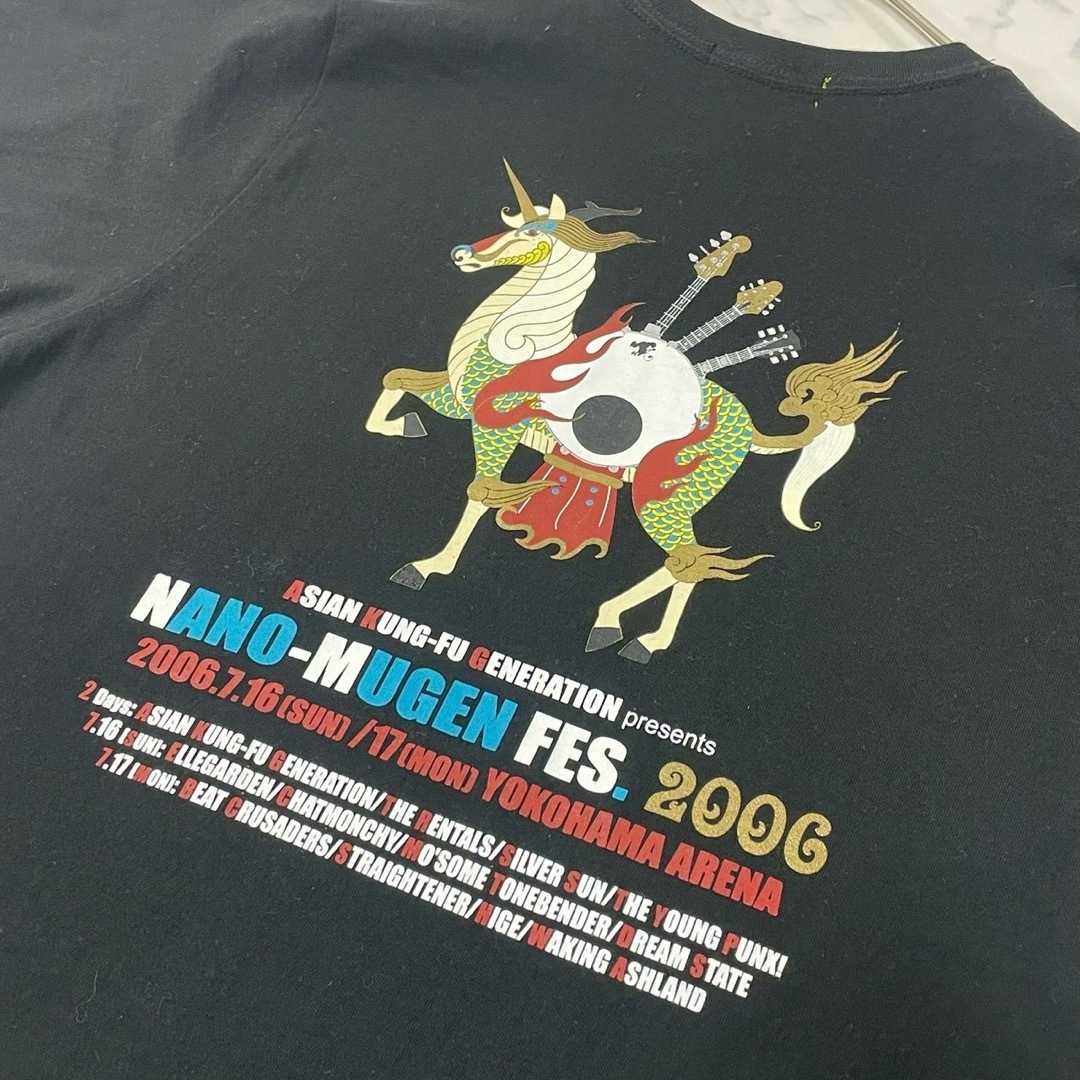 ASIAN KUNG-FU GENERATION presents
NANO-MUGEN FES. 2006
2006.7.16(SUN) /17(MON) YOKOHAMA ARENA
2 Days: ASIAN KUNG-FU GENERATION/THE RENTALS/SILVER SUN/THE YOUNG PUNX!
7.16 (SUN): ELLEGARDEN/CHATMONCHY/MO'SOME TONEBENDER/DREAM STATE
7.17 (MON): BEAT CRUSADERS/STRAIGHTENER/HIGE/WAKING ASHLAND